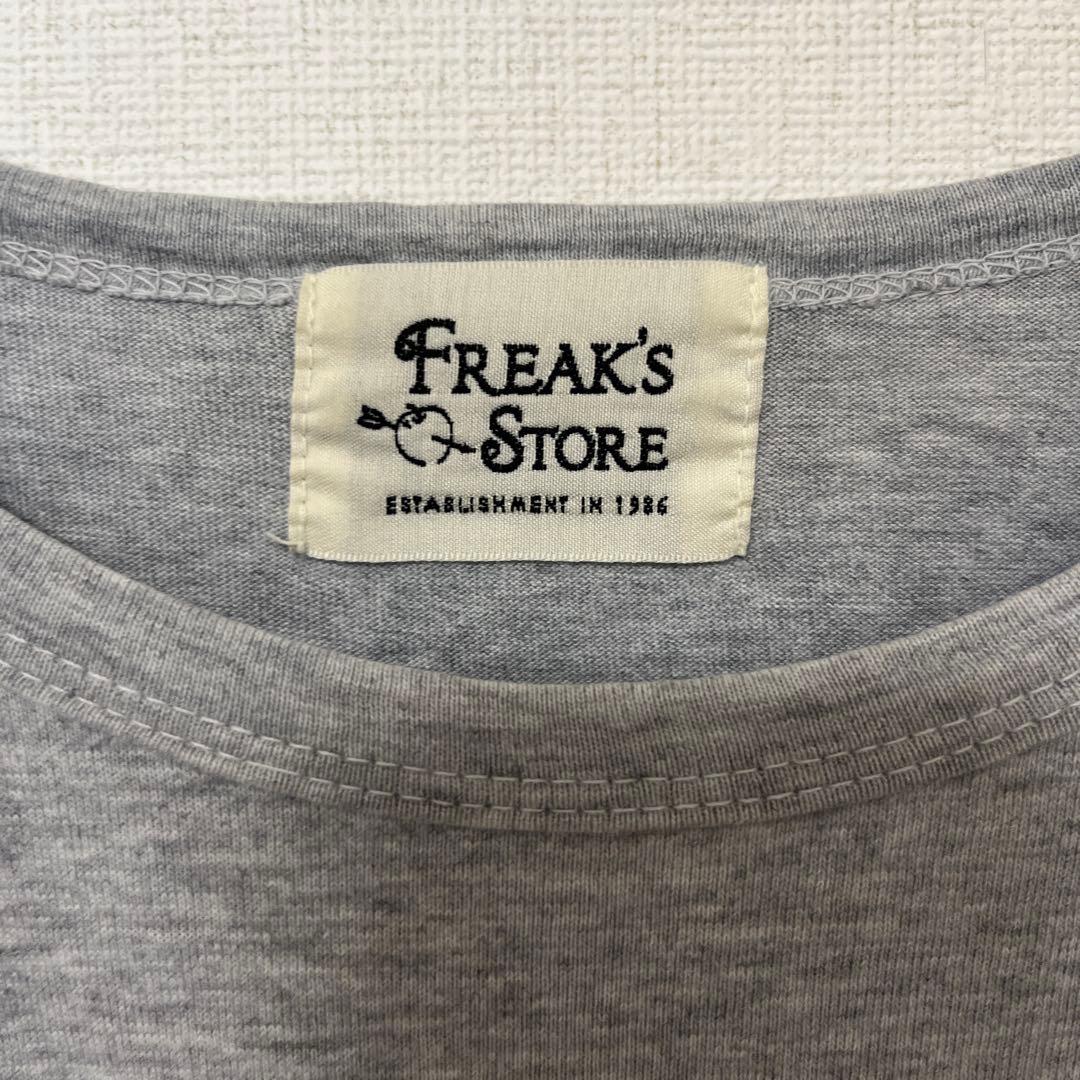 FREAK'S
STORE
ESTABLISHMENT IN 1986